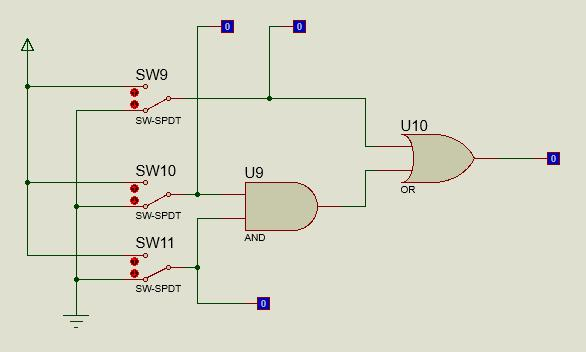 0
0
SW9
SW-SPDT
U10
OR
0
SW10
SW-SPDT
U9
AND
SW11
SW-SPDT
0